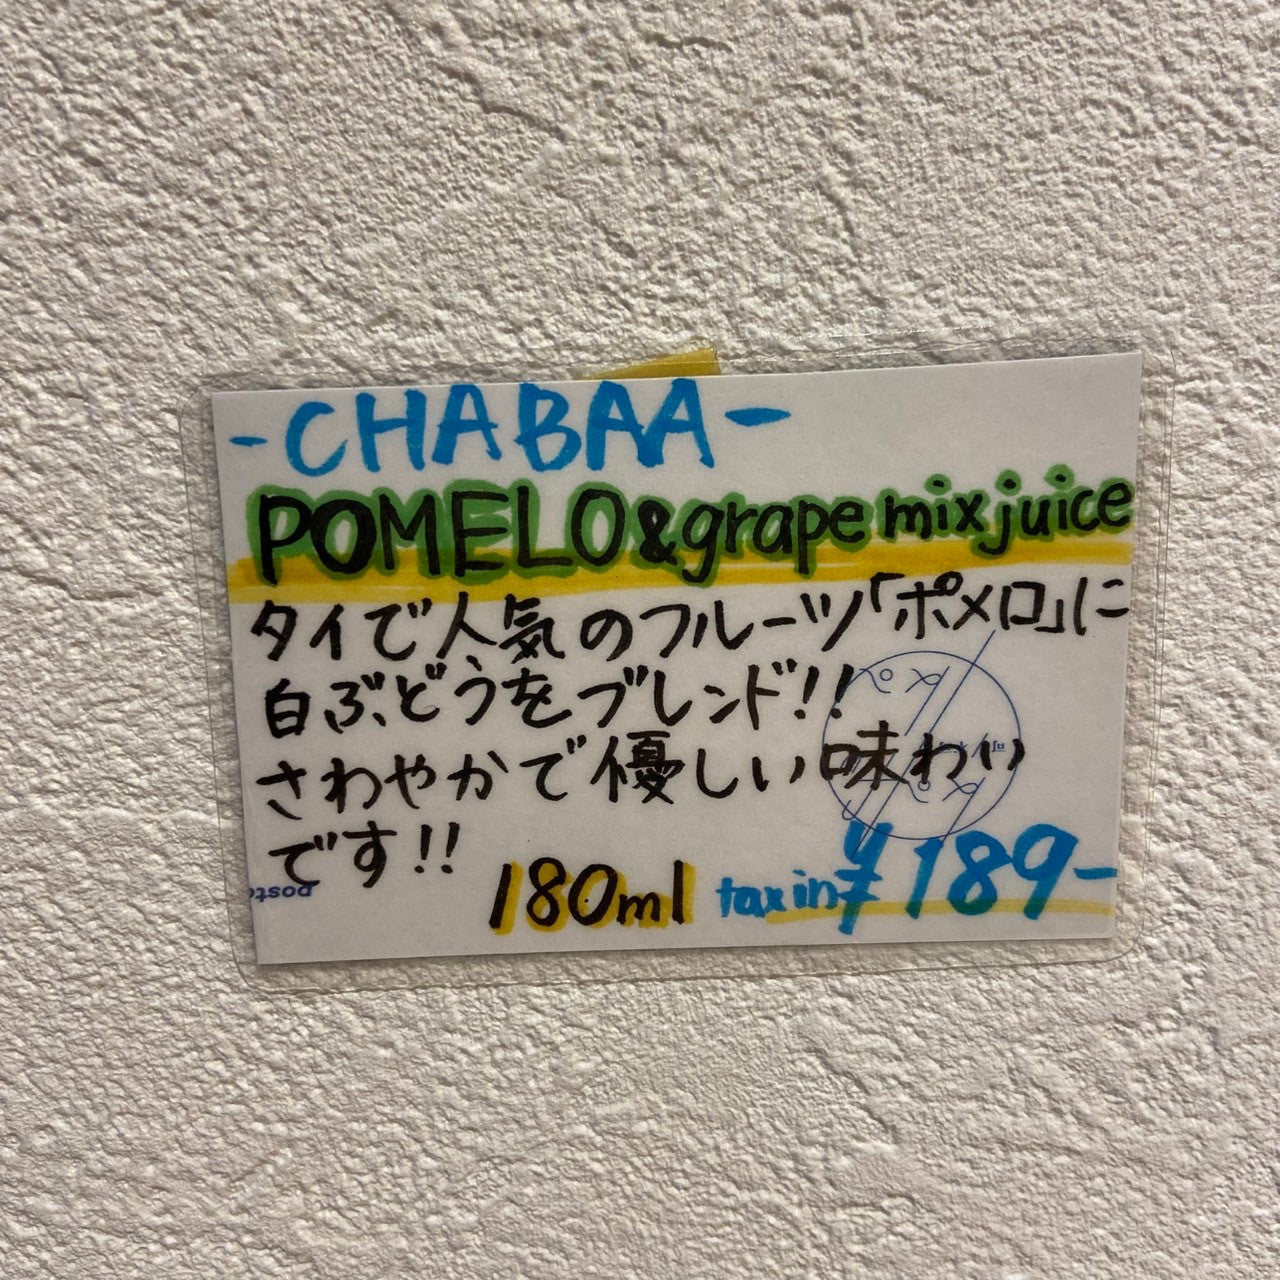 -CHABAA-
POMELO&grape mixjuice
タイで人気のフルーツ「ポメロ」に
白ぶどうをブレンド!!
さわやかで優しい味わい
です!!
180ml tax in ¥189-